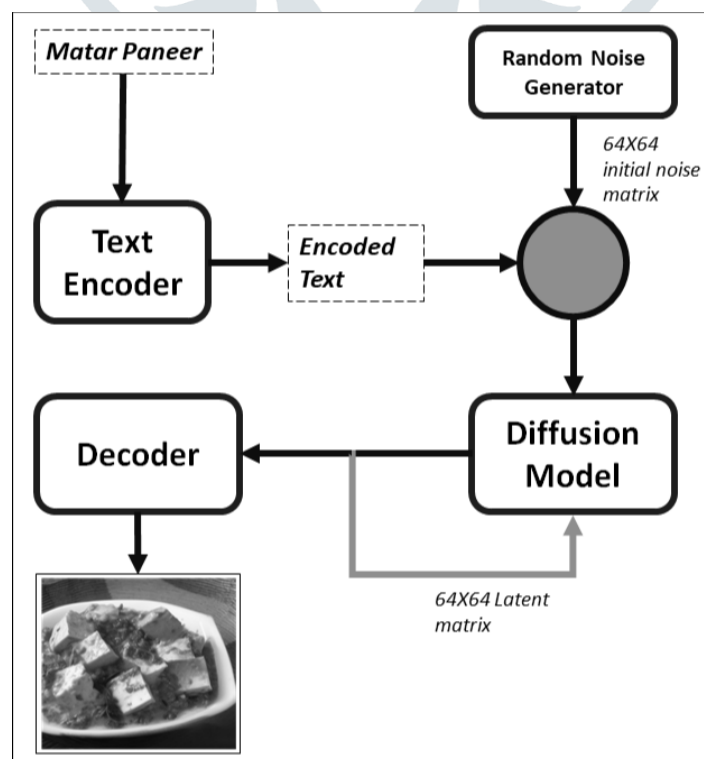 Matar Paneer
Random Noise
Generator
64X64
initial noise
matrix
Text
Encoder
Encoded
Text
Decoder
Diffusion
Model
64X64 Latent
matrix